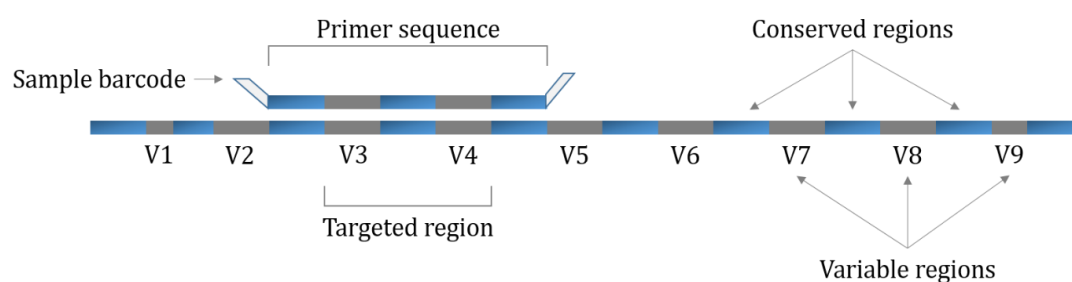 Primer sequence
Conserved regions
Sample barcode
V1 V2 V3 V4 V5 V6 V7 V8 V9
Targeted region
Variable regions